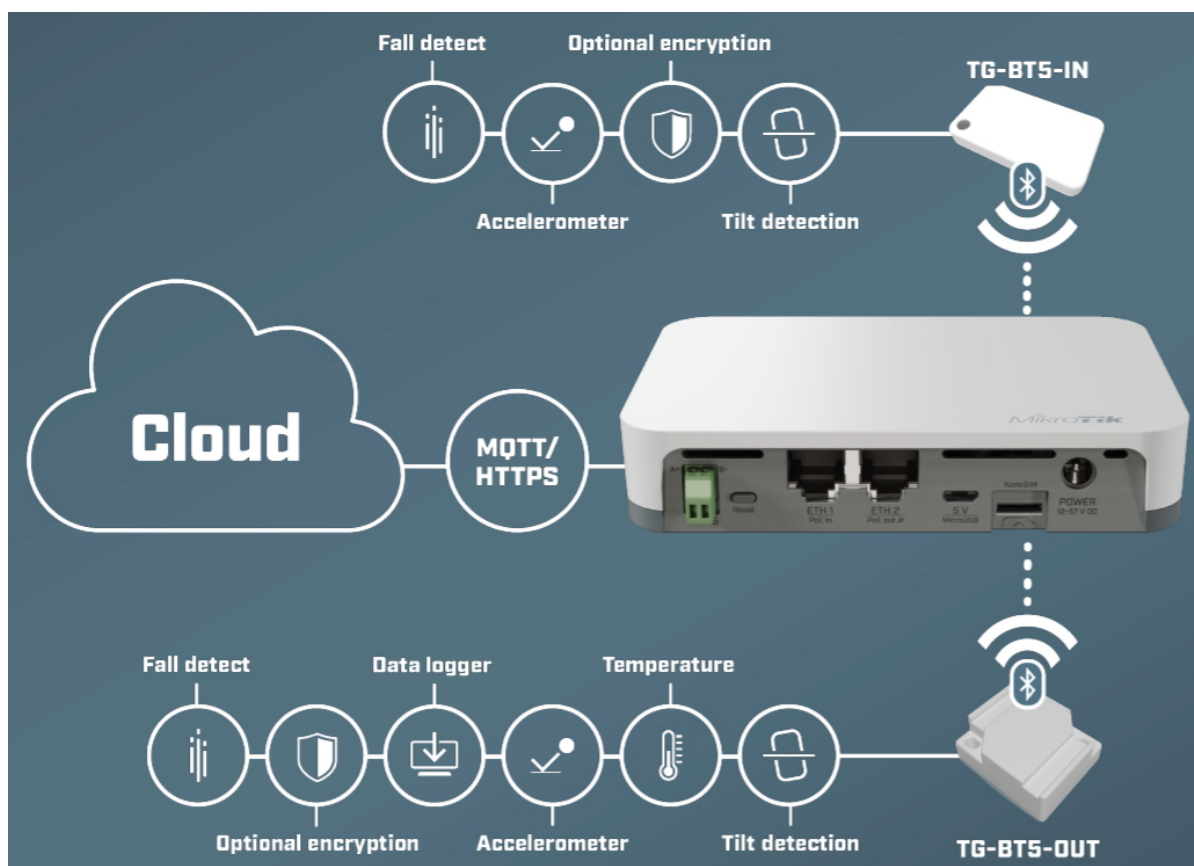 Fall detect
Optional encryption
TG-BT5-IN
Accelerometer
Tilt detection
Cloud
MQTT/
HTTPS
MikroTik
A+
B-
Reset
ETH 1
PoE in
ETH 2
PoE out
5 V
MicroUSB
NanoSIM
POWER
12-57 V DC
Fall detect
Data logger
Temperature
Optional encryption
Accelerometer
Tilt detection
TG-BT5-OUT